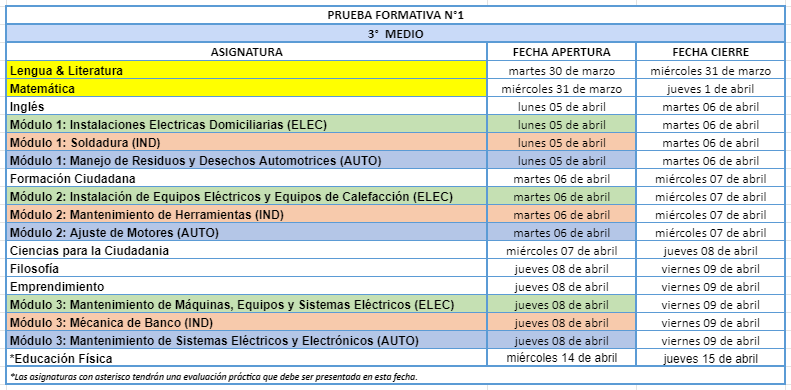 PRUEBA FORMATIVA N°1
3° MEDIO
ASIGNATURA FECHA APERTURA FECHA CIERRE
Lengua & Literatura martes 30 de marzo miércoles 31 de marzo
Matemática miércoles 31 de marzo jueves 1 de abril
Inglés lunes 05 de abril martes 06 de abril
Módulo 1: Instalaciones Electricas Domiciliarias (ELEC) lunes 05 de abril martes 06 de abril
Módulo 1: Soldadura (IND) lunes 05 de abril martes 06 de abril
Módulo 1: Manejo de Residuos y Desechos Automotrices (AUTO) lunes 05 de abril martes 06 de abril
Formación Ciudadana martes 06 de abril miércoles 07 de abril
Módulo 2: Instalación de Equipos Eléctricos y Equipos de Calefacción (ELEC) martes 06 de abril miércoles 07 de abril
Módulo 2: Mantenimiento de Herramientas (IND) martes 06 de abril miércoles 07 de abril
Módulo 2: Ajuste de Motores (AUTO) martes 06 de abril miércoles 07 de abril
Ciencias para la Ciudadania miércoles 07 de abril jueves 08 de abril
Filosofía jueves 08 de abril viernes 09 de abril
Emprendimiento jueves 08 de abril viernes 09 de abril
Módulo 3: Mantenimiento de Máquinas, Equipos y Sistemas Eléctricos (ELEC) jueves 08 de abril viernes 09 de abril
Módulo 3: Mécanica de Banco (IND) jueves 08 de abril viernes 09 de abril
Módulo 3: Mantenimiento de Sistemas Eléctricos y Electrónicos (AUTO) jueves 08 de abril viernes 09 de abril
*Educación Física miércoles 14 de abril jueves 15 de abril
*Las asignaturas con asterisco tendrán una evaluación práctica que debe ser presentada en esta fecha.